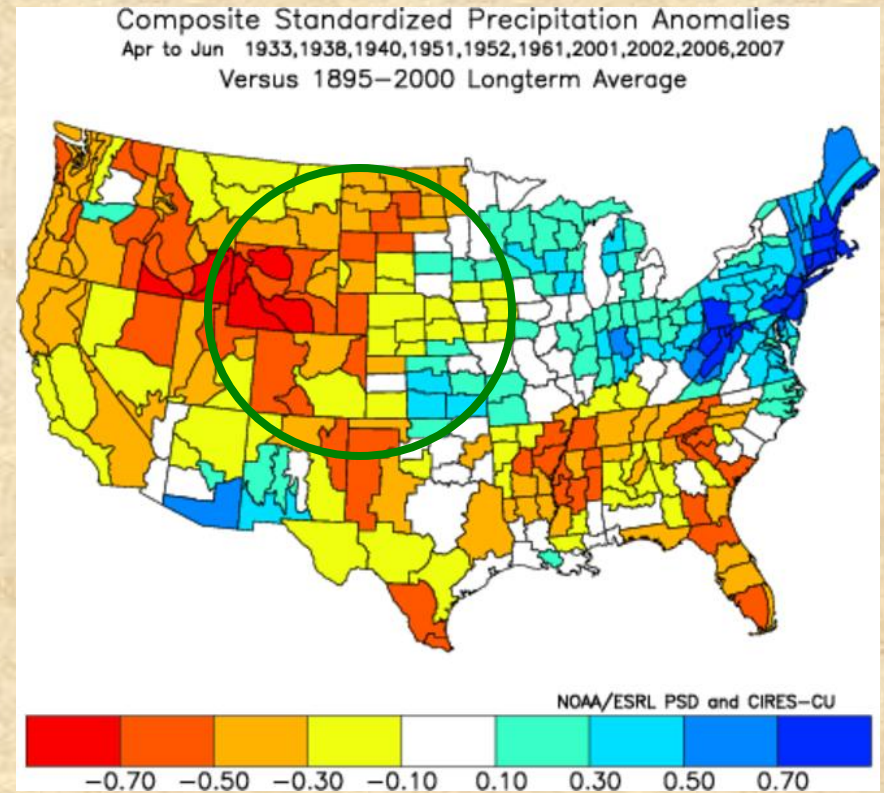 Composite Standardized Precipitation Anomalies
Apr to Jun 1933,1938,1940,1951,1952,1961,2001,2002,2006,2007
Versus 1895−2000 Longterm Average
NOAA/ESRL PSD and CIRES−CU
−0.70 −0.50 −0.30 −0.10 0.10 0.30 0.50 0.70